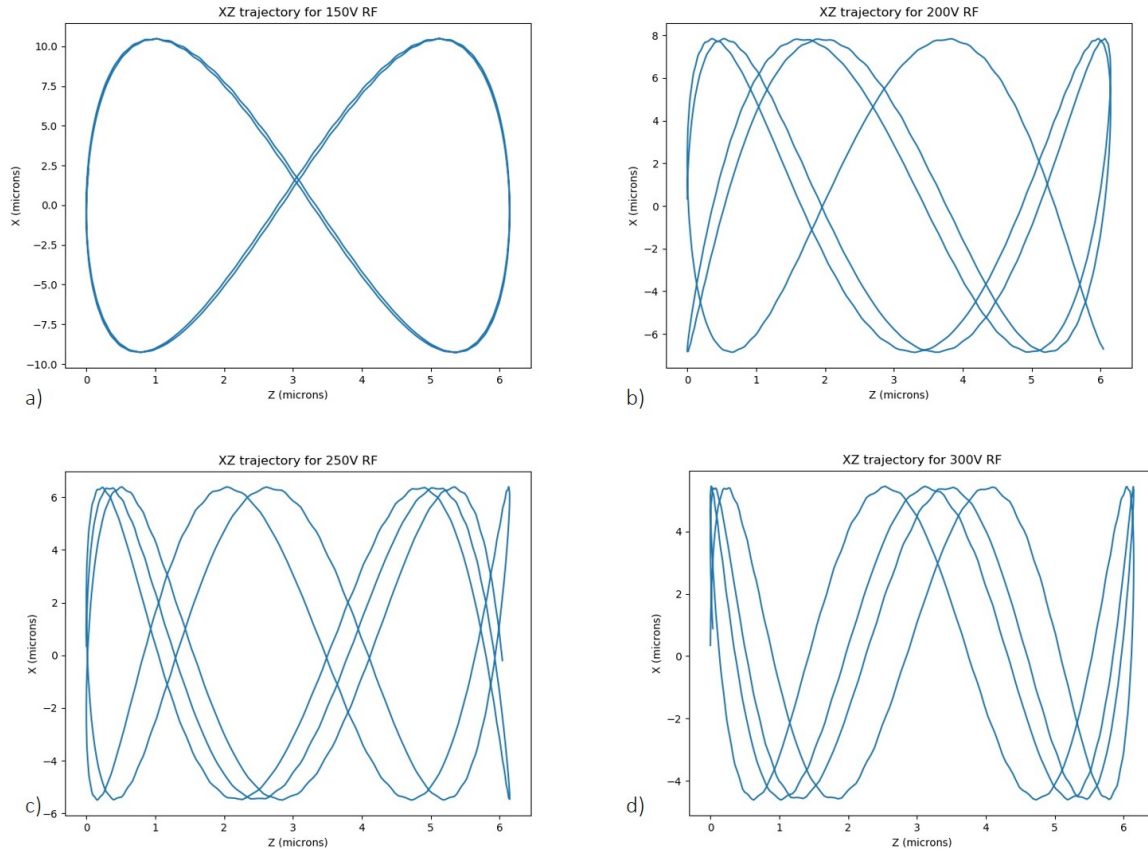 XZ trajectory for 150V RF
10.0
7.5
5.0
2.5
0.0
−2.5
−5.0
−7.5
−10.0
X (microns)
0 1 2 3 4 5 6
Z (microns)
a)
XZ trajectory for 200V RF
8
6
4
2
0
−2
−4
−6
X (microns)
0 1 2 3 4 5 6
Z (microns)
b)
XZ trajectory for 250V RF
6
4
2
0
−2
−4
−6
X (microns)
0 1 2 3 4 5 6
Z (microns)
c)
XZ trajectory for 300V RF
4
2
0
−2
−4
X (microns)
0 1 2 3 4 5 6
Z (microns)
d)